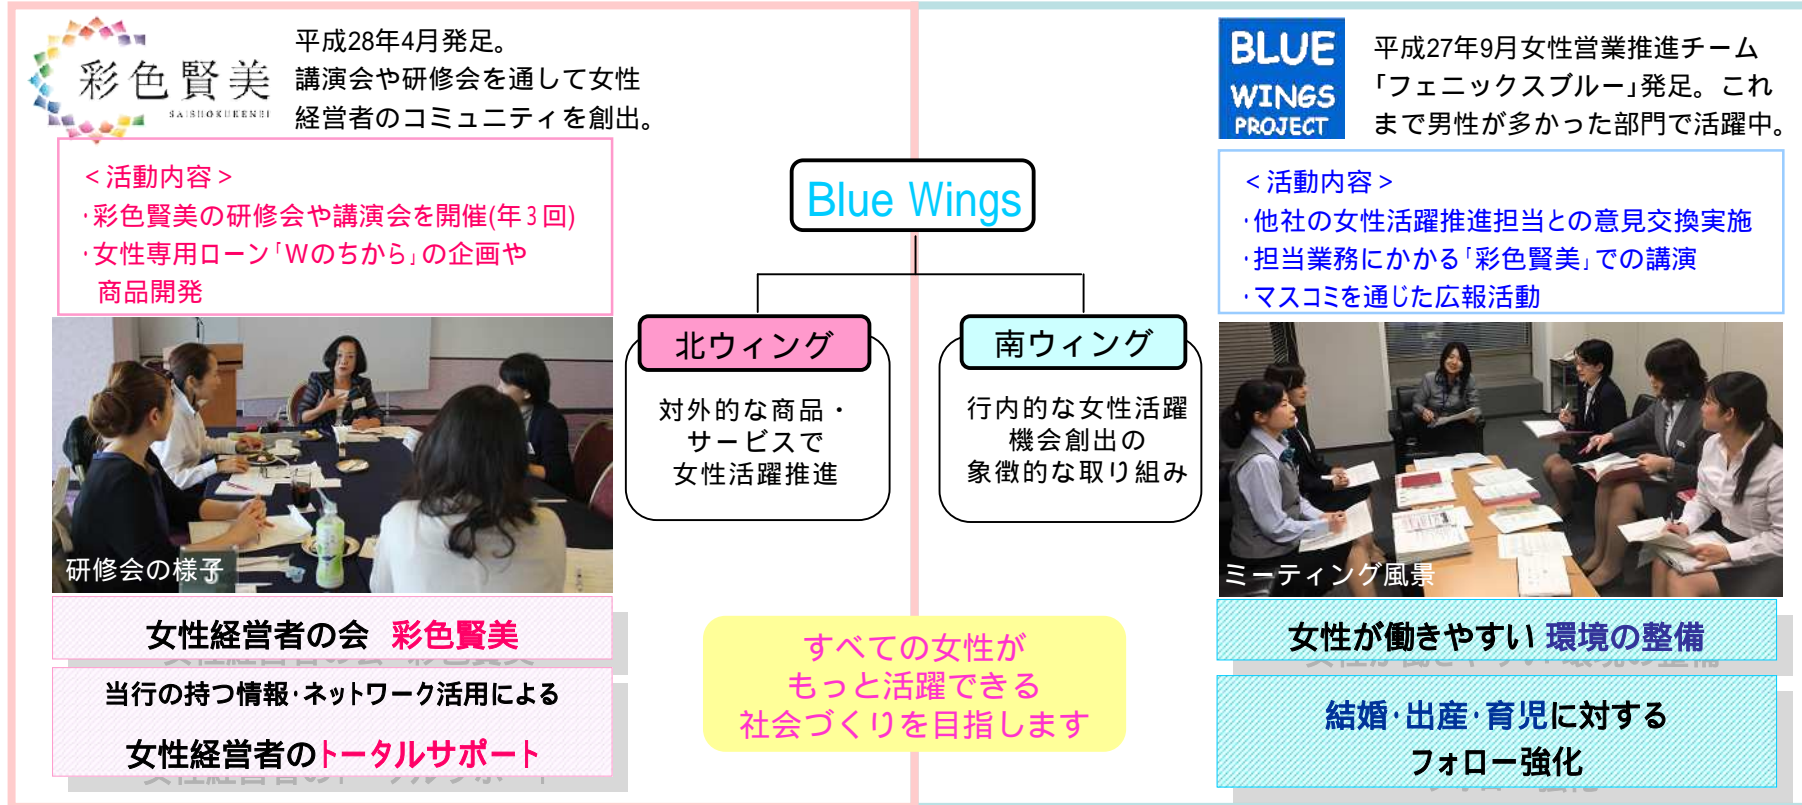 彩色賢美
SAISHOKUKENBI
平成28年4月発足。
講演会や研修会を通して女性
経営者のコミュニティを創出。
＜活動内容＞
・彩色賢美の研修会や講演会を開催(年３回)
・女性専用ローン「Wのちから」の企画や
商品開発
研修会の様子
女性経営者の会 彩色賢美
当行の持つ情報・ネットワーク活用による
女性経営者のトータルサポート
Blue Wings
北ウィング
対外的な商品・
サービスで
女性活躍推進
南ウィング
行内的な女性活躍
機会創出の
象徴的な取り組み
すべての女性が
もっと活躍できる
社会づくりを目指します
BLUE
WINGS
PROJECT
平成27年9月女性営業推進チーム
「フェニックスブルー」発足。これ
まで男性が多かった部門で活躍中。
＜活動内容＞
・他社の女性活躍推進担当との意見交換実施
・担当業務にかかる「彩色賢美」での講演
・マスコミを通じた広報活動
ミーティング風景
女性が働きやすい 環境の整備
結婚・出産・育児に対する
フォロー強化